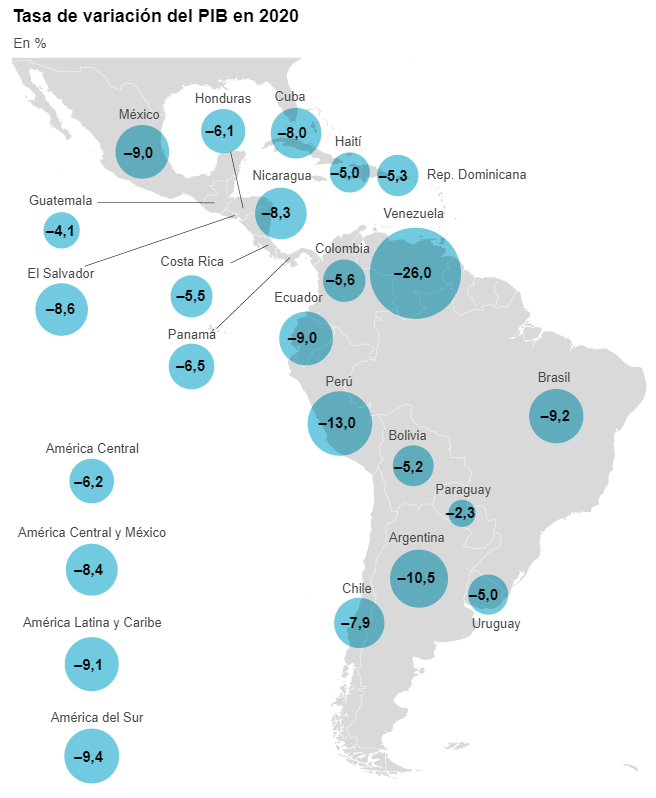 Tasa de variación del PIB en 2020
En %
México
–9,0
Honduras
–6,1
Cuba
–8,0
Haití
–5,0
–5,3
Rep. Dominicana
Nicaragua
–8,3
Guatemala
–4,1
Venezuela
–26,0
Colombia
–5,6
Costa Rica
–5,5
El Salvador
–8,6
Ecuador
–9,0
Panamá
–6,5
Perú
–13,0
Brasil
–9,2
Bolivia
–5,2
América Central
–6,2
Paraguay
–2,3
América Central y México
–8,4
Argentina
–10,5
Chile
–7,9
–5,0
Uruguay
América Latina y Caribe
–9,1
América del Sur
–9,4